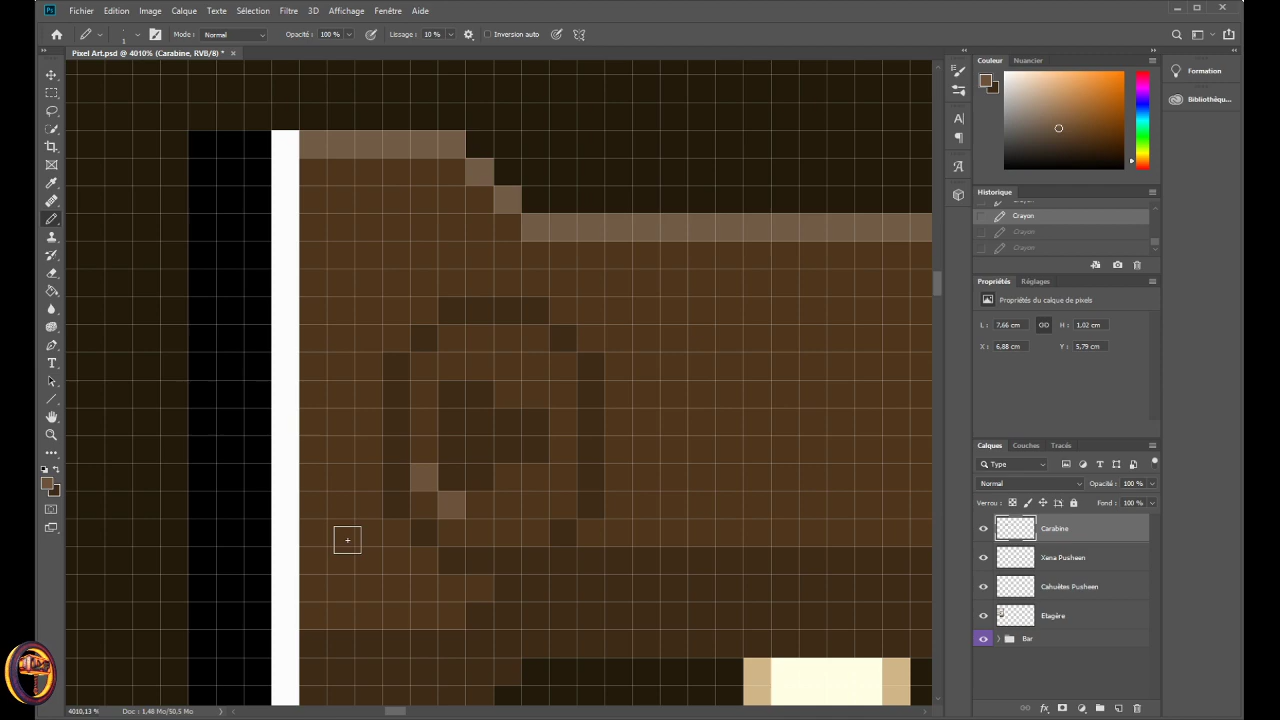 Fichier Edition Image Calque Texte Sélection Filtre 3D Affichage Fenêtre Aide
1 Mode : Normal Opacité : 100 % Lissage : 10 % Inversion auto
Pixel Art.psd @ 4010% (Carabine, RVB/8) * ×
Couleur Nuancier
Formation
Bibliothèqu...
Historique
Crayon
Crayon
Crayon
Propriétés Réglages
Propriétés du calque de pixels
L : 7,66 cm H : 1,02 cm
X : 6,88 cm Y : 5,79 cm
Calques Couches Tracés
Type
Normal Opacité : 100 %
Verrou : Fond : 100 %
Carabine
Xena Pusheen
Cahuètes Pusheen
Etagère
Bar
4010,13 % Doc : 1,48 Mo/50,5 Mo